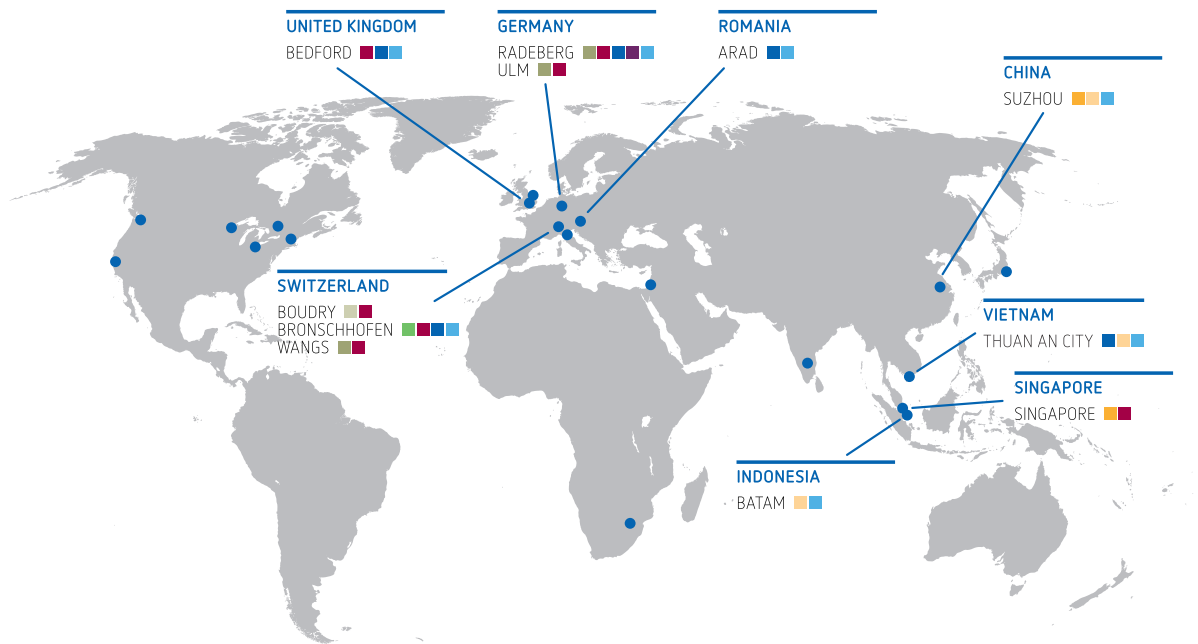 UNITED KINGDOM
BEDFORD
GERMANY
RADEBERG
ULM
ROMANIA
ARAD
CHINA
SUZHOU
SWITZERLAND
BOUDRY
BRONSCHHOFEN
WANGS
VIETNAM
THUAN AN CITY
SINGAPORE
SINGAPORE
INDONESIA
BATAM